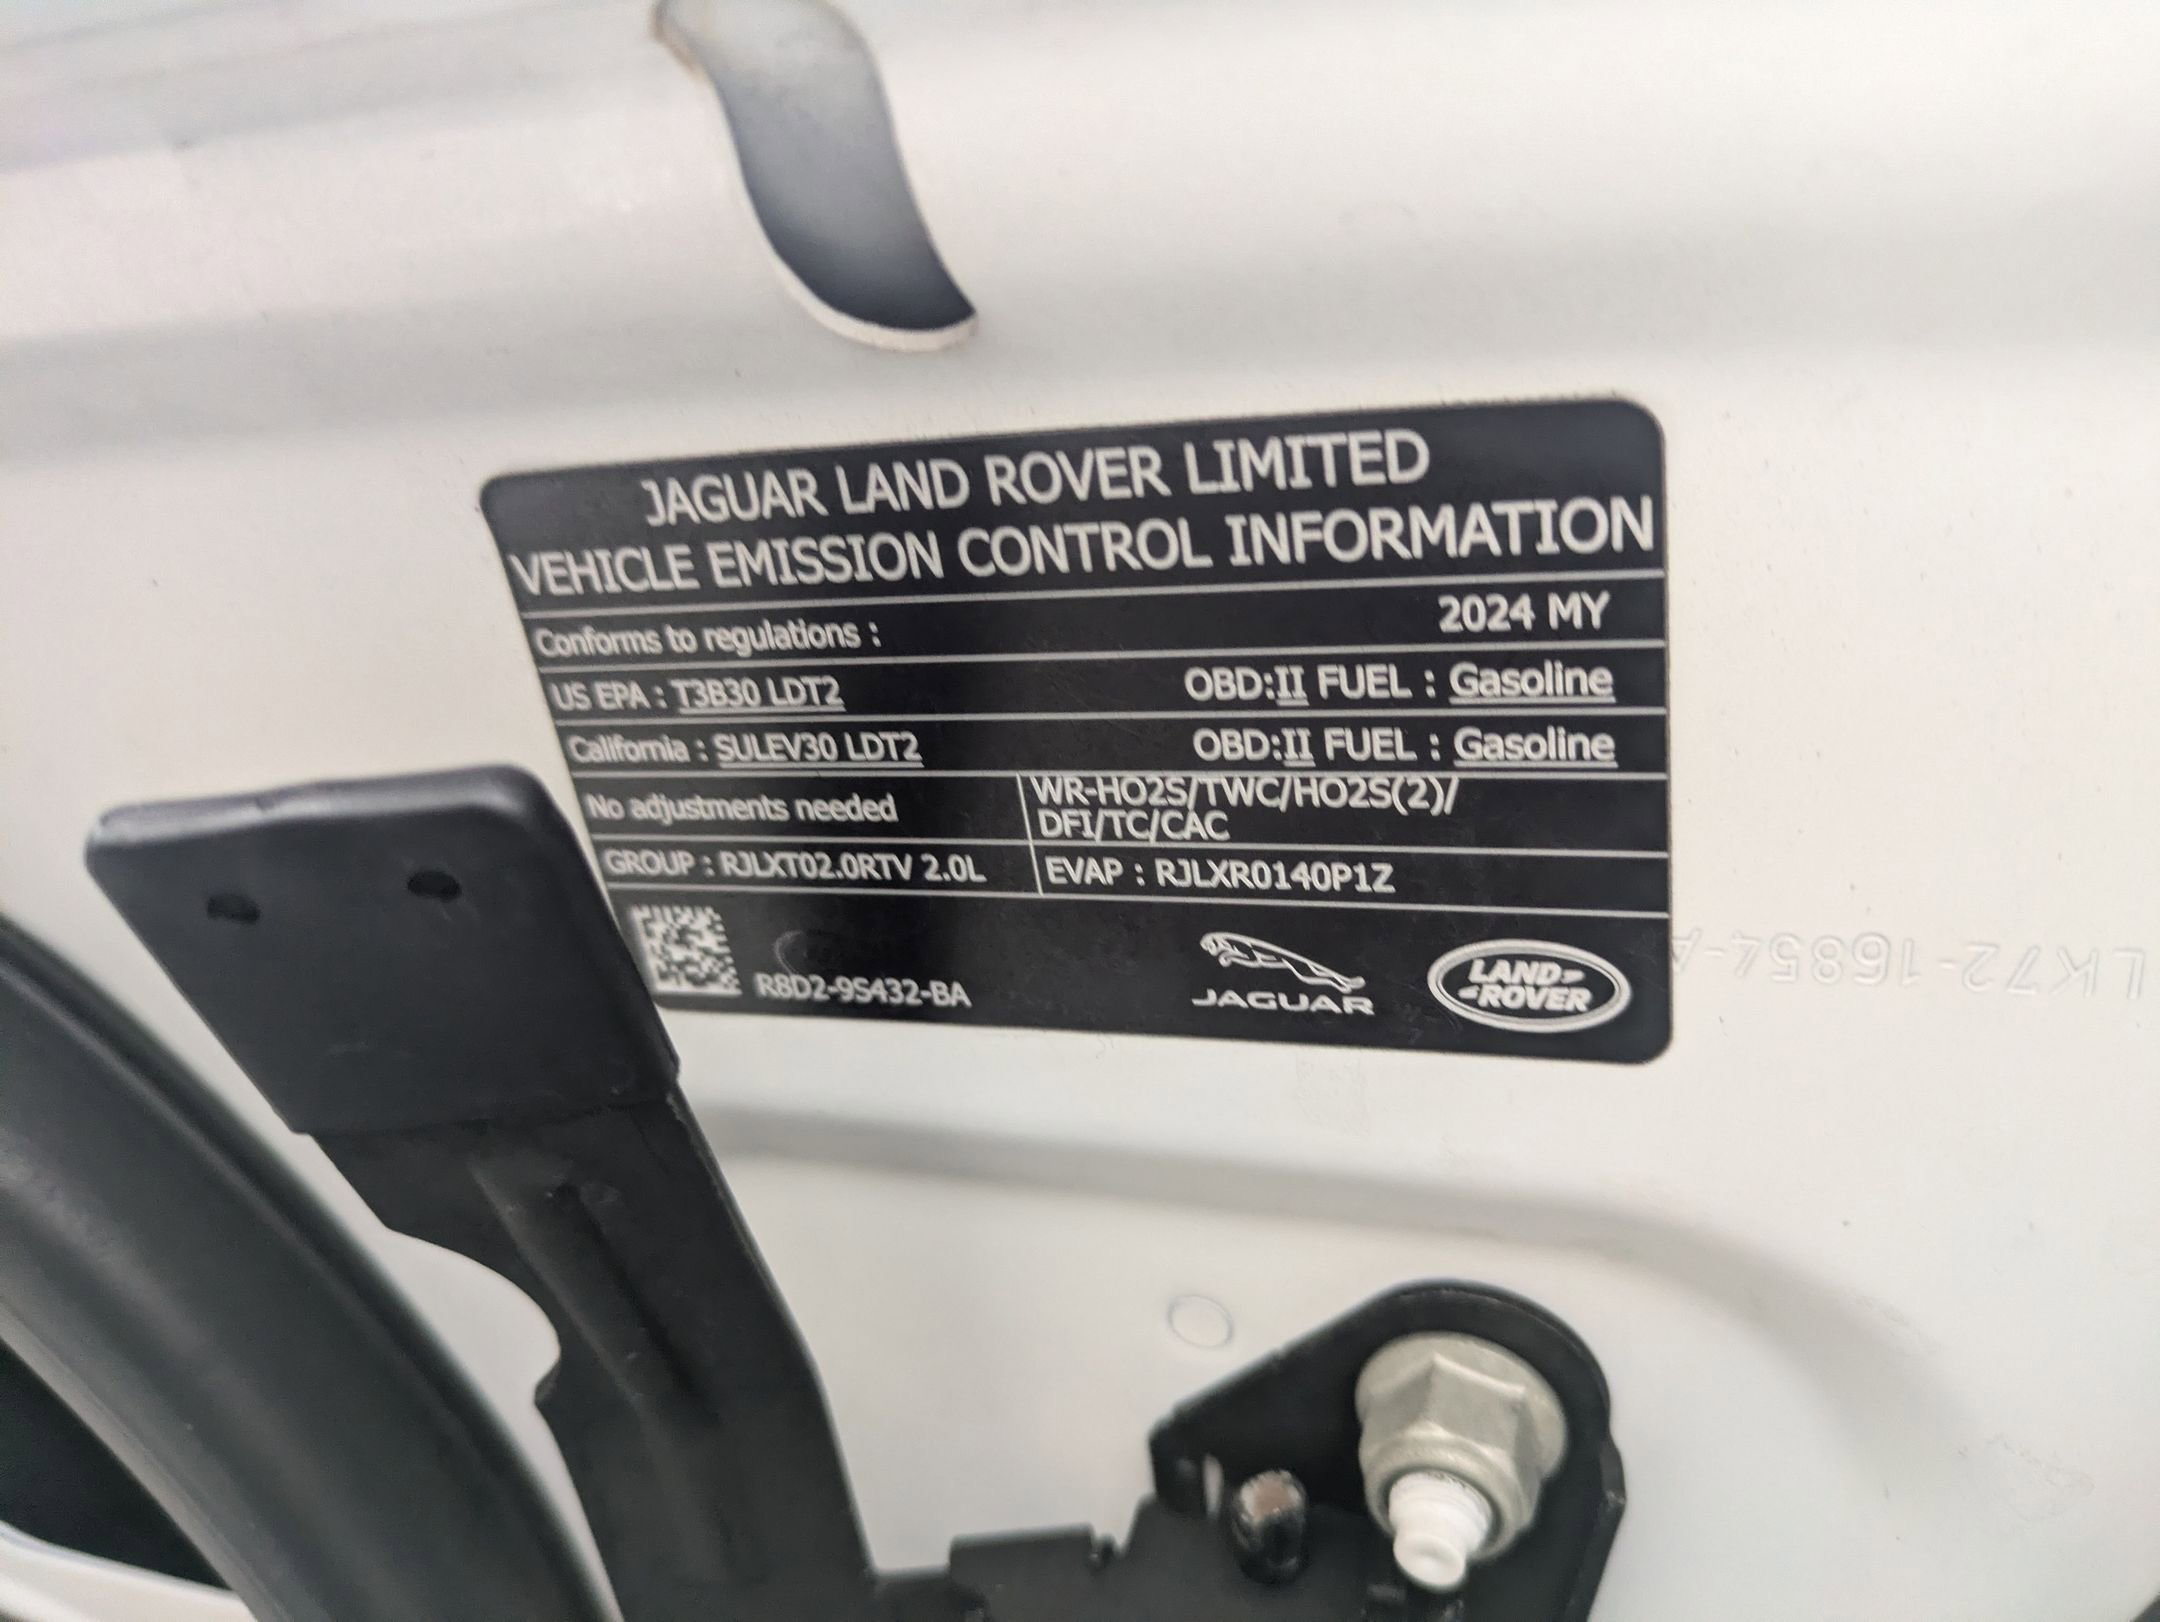 JAGUAR LAND ROVER LIMITED
VEHICLE EMISSION CONTROL INFORMATION
Conforms to regulations :
2024 MY
US EPA : T3B30 LDT2
OBD:II FUEL : Gasoline
California : SULEV30 LDT2
OBD:II FUEL : Gasoline
No adjustments needed
WR-HO2S/TWC/HO2S(2)/
DFI/TC/CAC
GROUP : RJLXT02.0RTV 2.0L
EVAP : RJLXR0140P1Z
R8D2-9S432-BA
JAGUAR
LAND
ROVER
LK72-16854-A